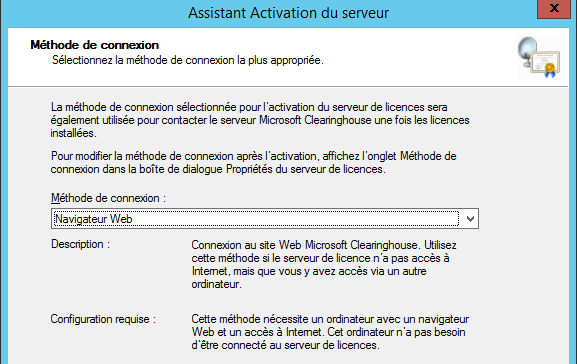 Assistant Activation du serveur
x
Méthode de connexion
Sélectionnez la méthode de connexion la plus appropriée.
La méthode de connexion sélectionnée pour l'activation du serveur de licences sera
également utilisée pour contacter le serveur Microsoft Clearinghouse une fois les licences
installées.
Pour modifier la méthode de connexion après l'activation, affichez l'onglet Méthode de
connexion dans la boîte de dialogue Propriétés du serveur de licences.
Méthode de connexion :
Navigateur Web
Description :
Connexion au site Web Microsoft Clearinghouse. Utilisez
cette méthode si le serveur de licence n'a pas accès à
Internet, mais que vous y avez accès via un autre
ordinateur.
Configuration requise :
Cette méthode nécessite un ordinateur avec un navigateur
Web et un accès à Internet. Cet ordinateur n'a pas besoin
d'être connecté au serveur de licences.